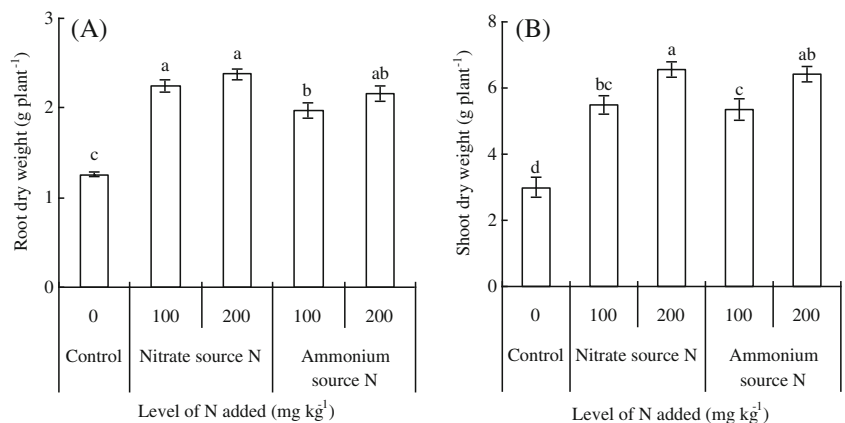 (A)
Root dry weight (g plant⁻¹)
3
2
1
0
c
a
a
b
ab
0 100 200 100 200
Control Nitrate source N Ammonium
source N
Level of N added (mg kg⁻¹)
(B)
Shoot dry weight (g plant⁻¹)
8
6
4
2
0
d
bc
a
c
ab
0 100 200 100 200
Control Nitrate source N Ammonium
source N
Level of N added (mg kg⁻¹)